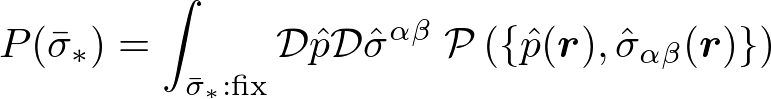 P(σ̄_*) = ∫_{σ̄_*:fix} 𝒟p̂𝒟σ̂^{αβ} 𝒫 ({p̂(𝒓), σ̂_{αβ}(𝒓)})